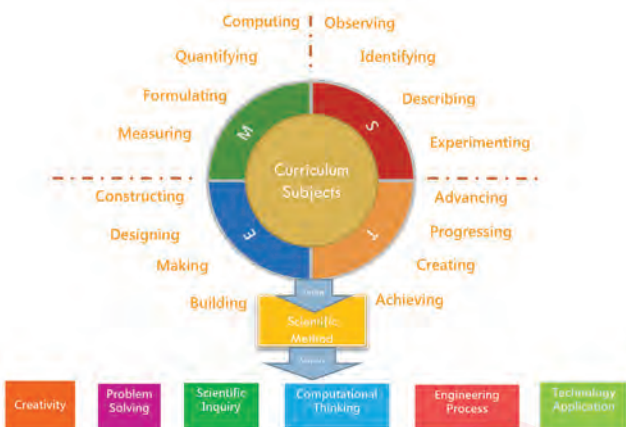 Computing
Observing
Quantifying
Identifying
Formulating
Describing
Measuring
Experimenting
M
S
Curriculum
Subjects
Constructing
Advancing
Designing
Progressing
Making
Creating
E
T
Building
Achieving
Scientific
Method
Creativity
Problem
Solving
Scientific
Inquiry
Computational
Thinking
Engineering
Process
Technology
Application